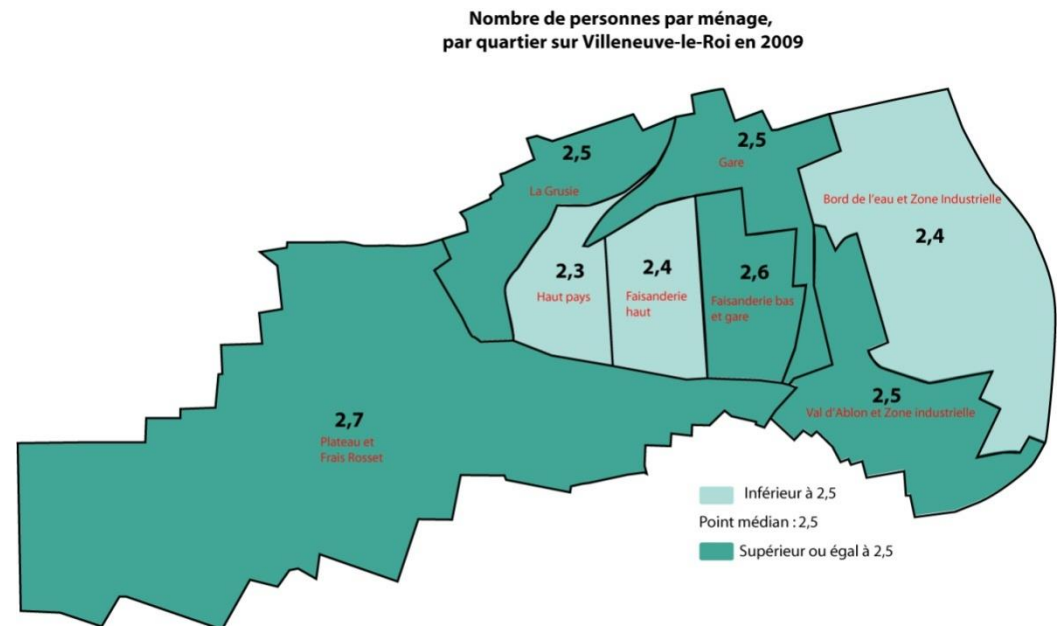 Nombre de personnes par ménage,
par quartier sur Villeneuve-le-Roi en 2009
2,5
La Grusie
2,5
Gare
Bord de l'eau et Zone Industrielle
2,4
2,3
Haut pays
2,4
Faisanderie
haut
2,6
Faisanderie bas
et gare
2,5
Val d'Ablon et Zone industrielle
2,7
Plateau et
Frais Rosset
Inférieur à 2,5
Point médian : 2,5
Supérieur ou égal à 2,5